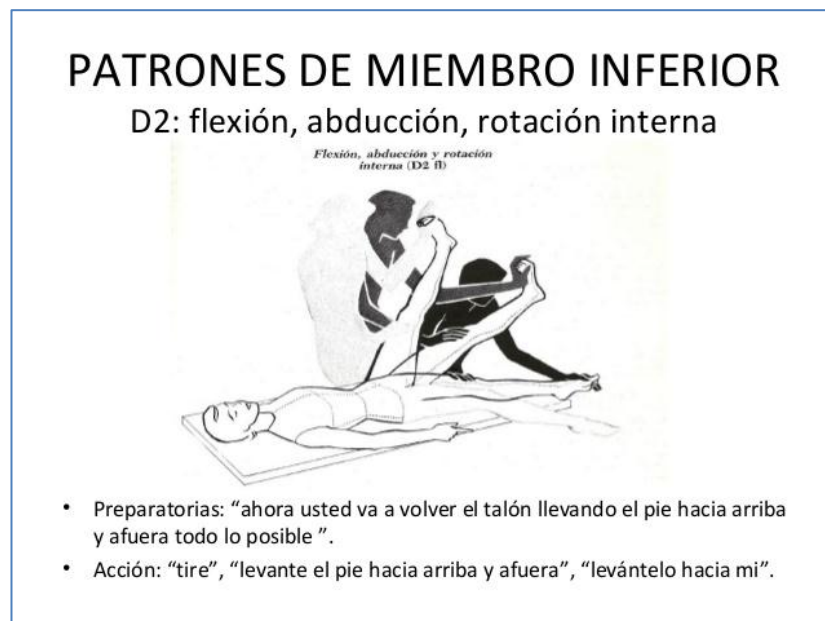 PATRONES DE MIEMBRO INFERIOR
D2: flexión, abducción, rotación interna
Flexión, abducción y rotación
interna (D2 fl)
• Preparatorias: “ahora usted va a volver el talón llevando el pie hacia arriba
y afuera todo lo posible ”.
• Acción: “tire”, “levante el pie hacia arriba y afuera”, “levántelo hacia mi”.